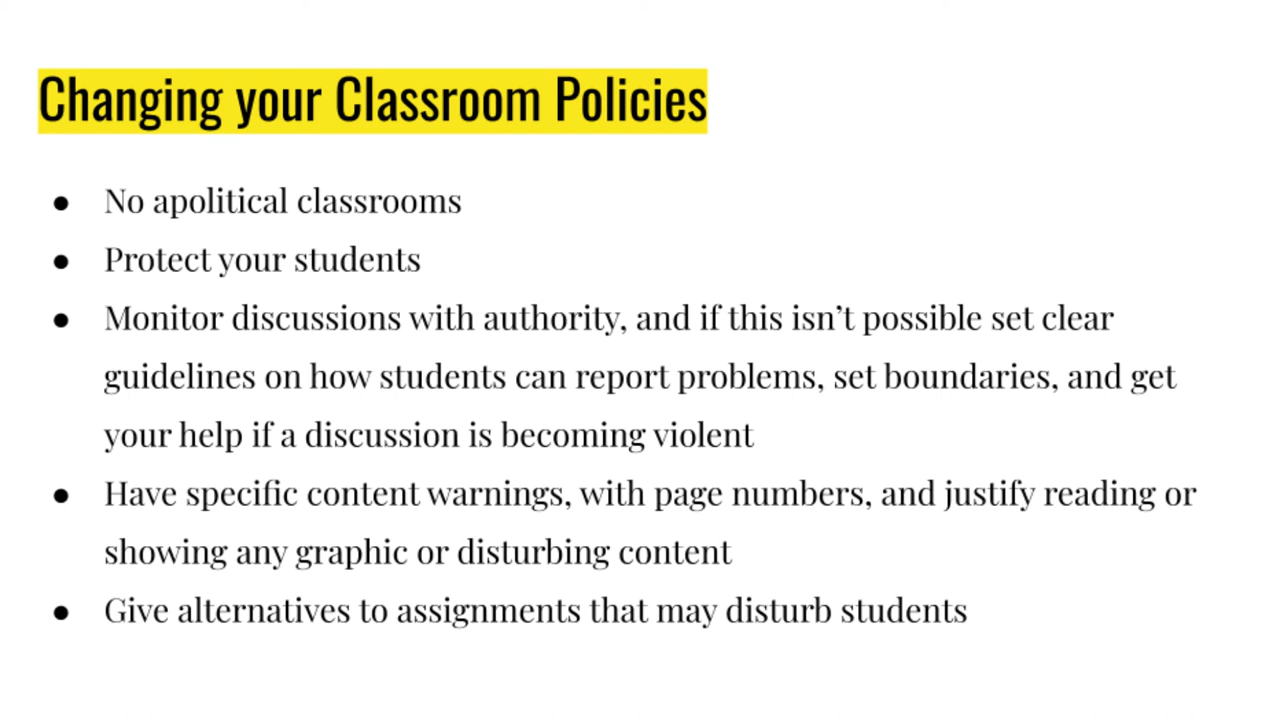 Changing your Classroom Policies
● No apolitical classrooms
● Protect your students
● Monitor discussions with authority, and if this isn’t possible set clear
guidelines on how students can report problems, set boundaries, and get
your help if a discussion is becoming violent
● Have specific content warnings, with page numbers, and justify reading or
showing any graphic or disturbing content
● Give alternatives to assignments that may disturb students